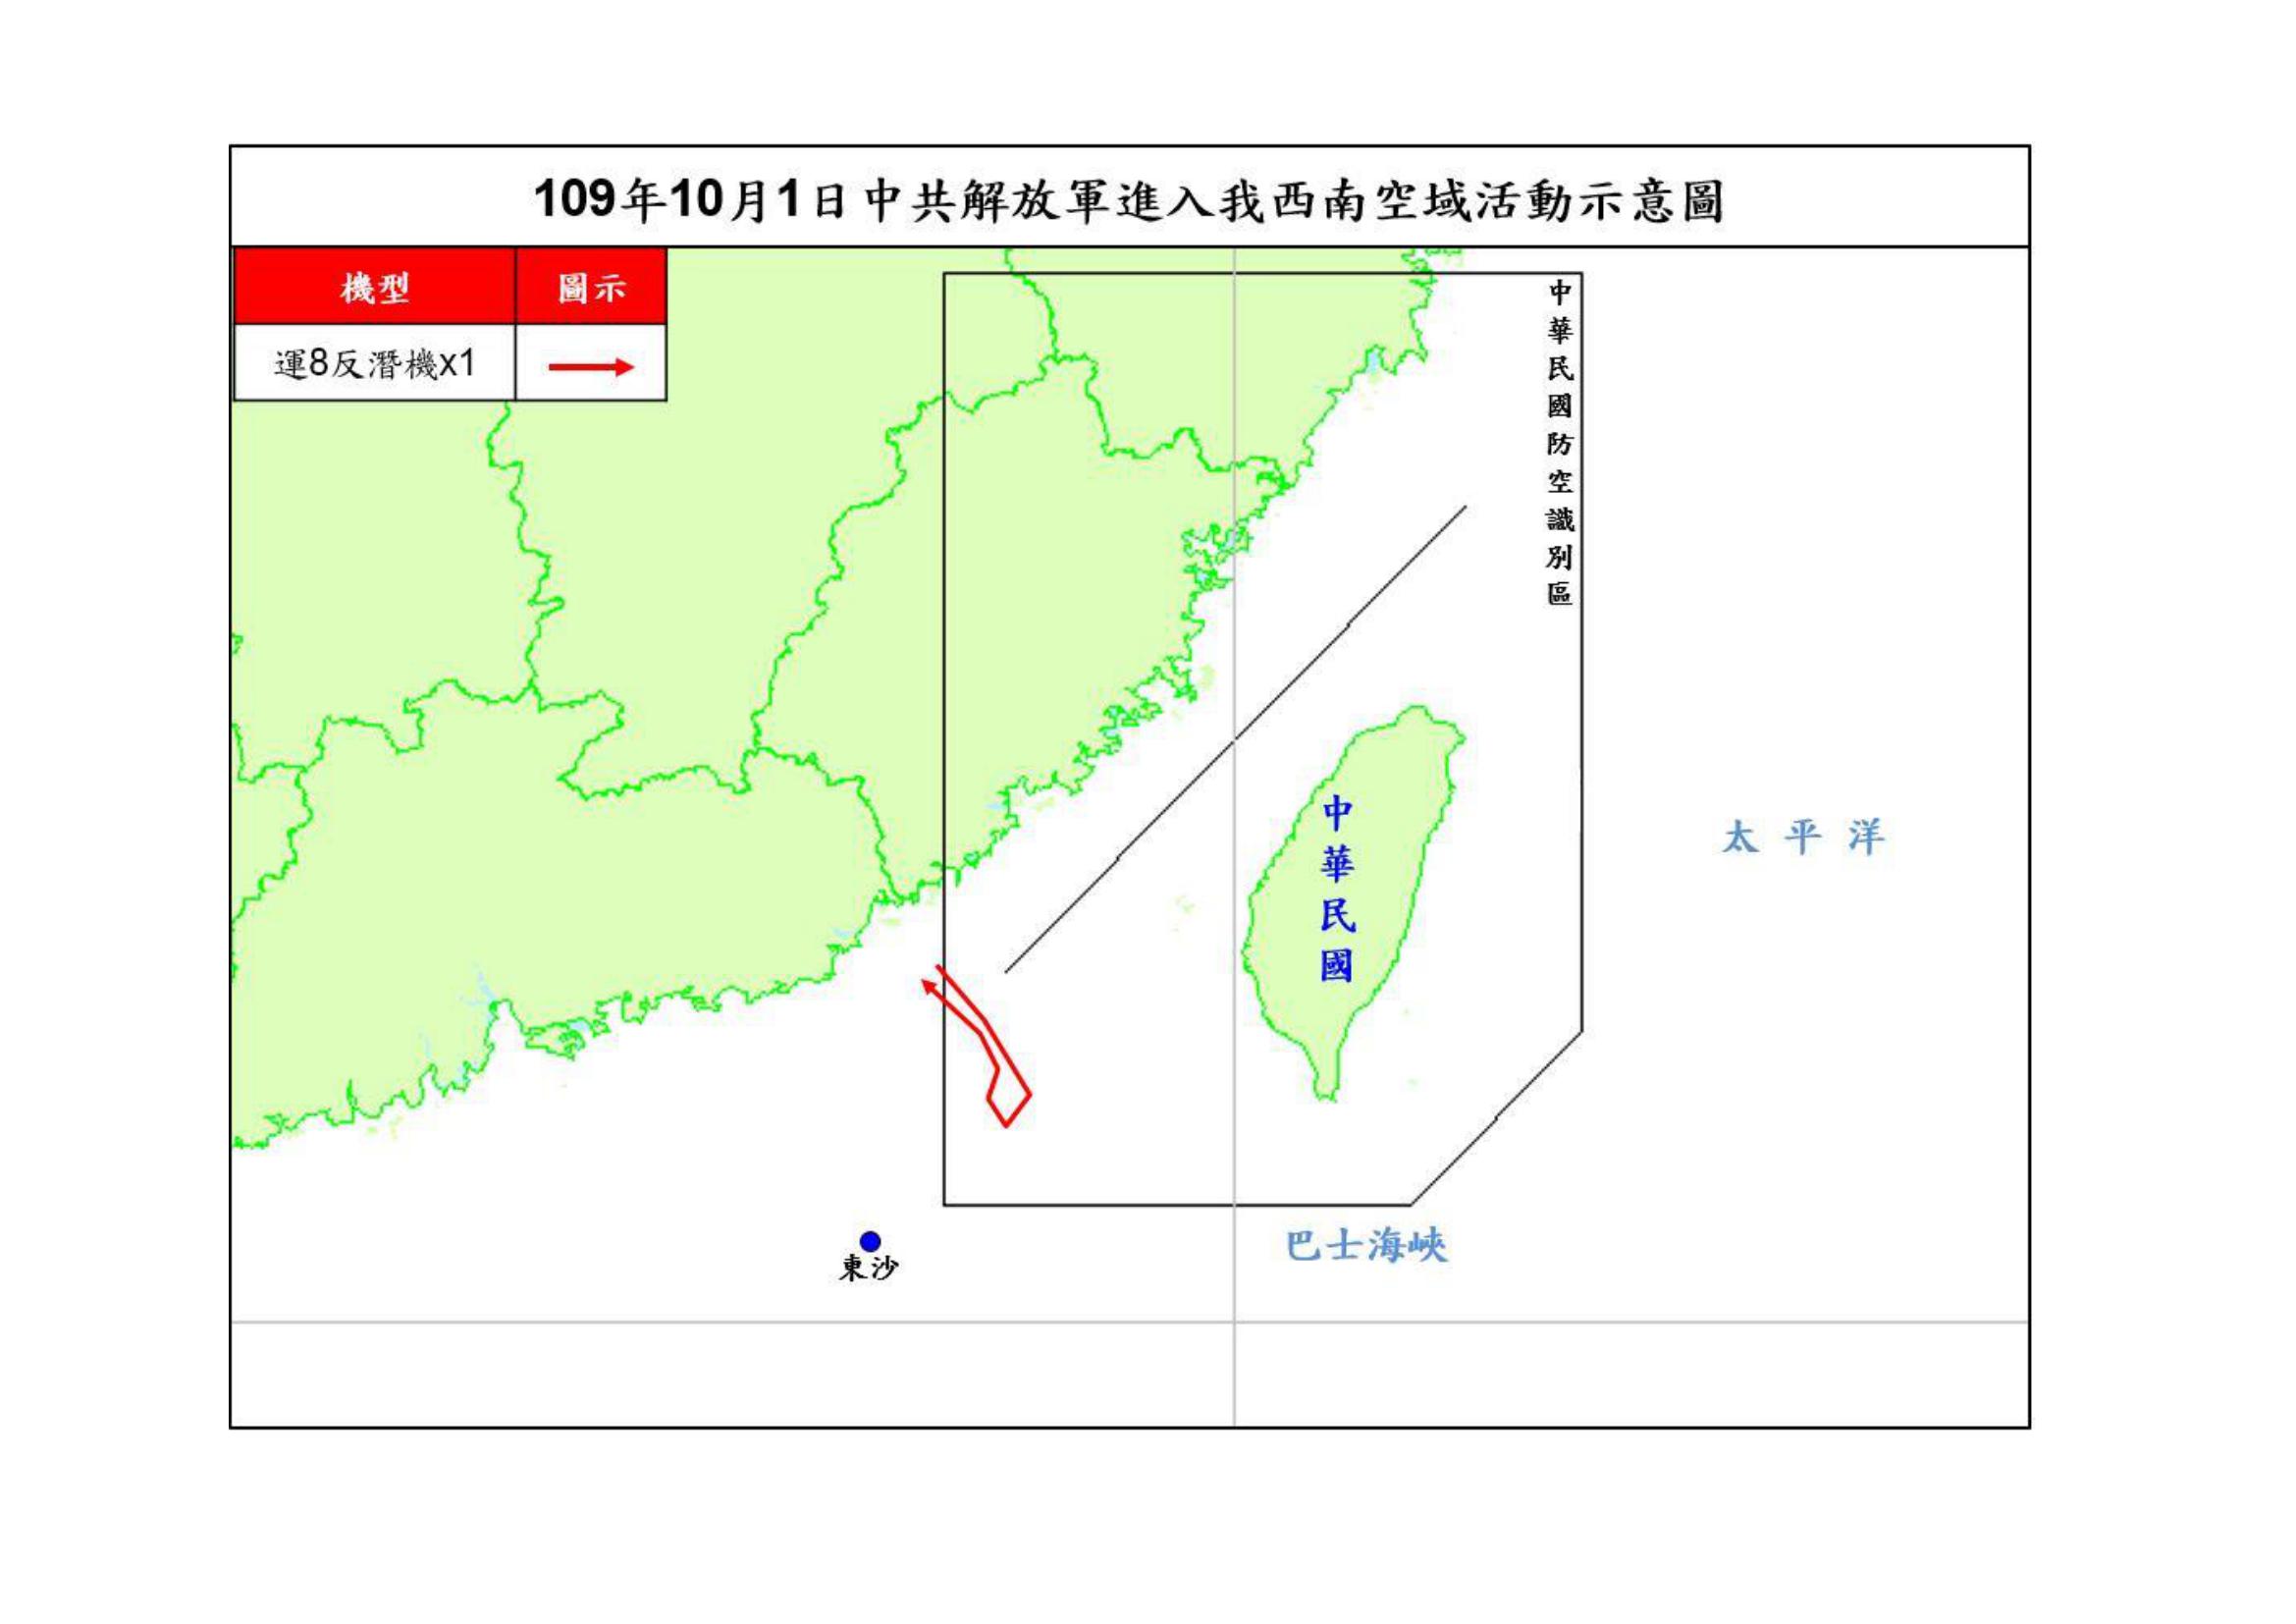 109年10月1日中共解放軍進入我西南空域活動示意圖
機型 圖示
運8反潛機x1
中華民國防空識別區
中華民國
太平洋
巴士海峽
東沙